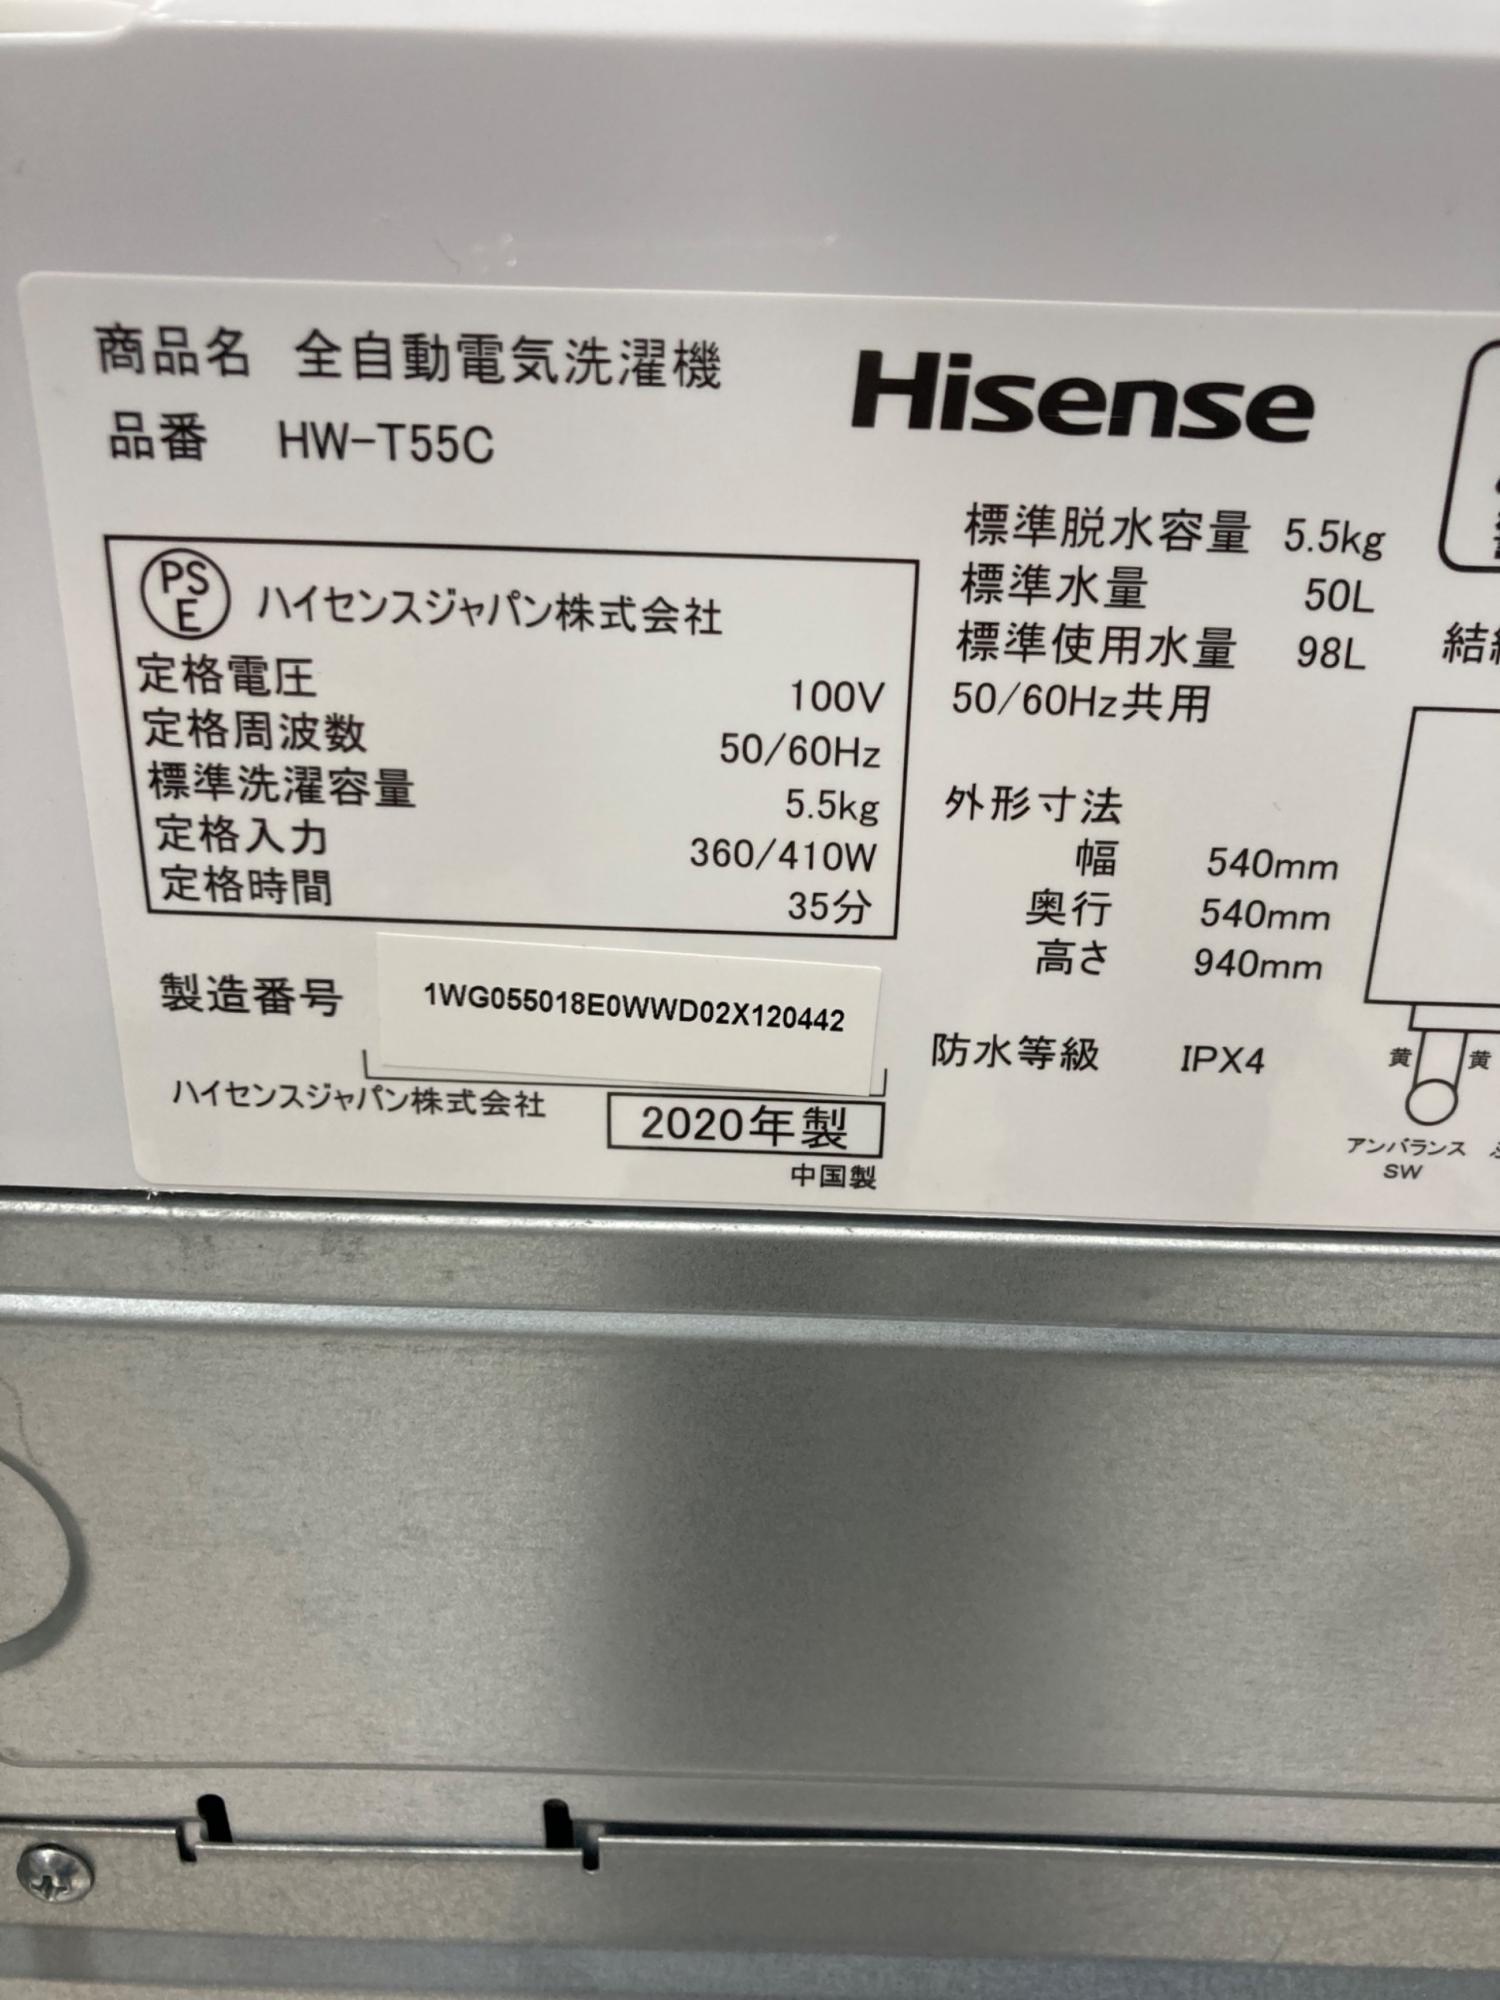 商品名 全自動電気洗濯機
品番 HW-T55C
Hisense
PS
E
ハイセンスジャパン株式会社
定格電圧 100V
定格周波数 50/60Hz
標準洗濯容量 5.5kg
定格入力 360/410W
定格時間 35分
製造番号 1WG055018E0WWD02X120442
ハイセンスジャパン株式会社
2020年製
中国製
標準脱水容量 5.5kg
標準水量 50L
標準使用水量 98L
50/60Hz共用
外形寸法
幅 540mm
奥行 540mm
高さ 940mm
防水等級 IPX4
結
黄 黄
アンバランス
SW